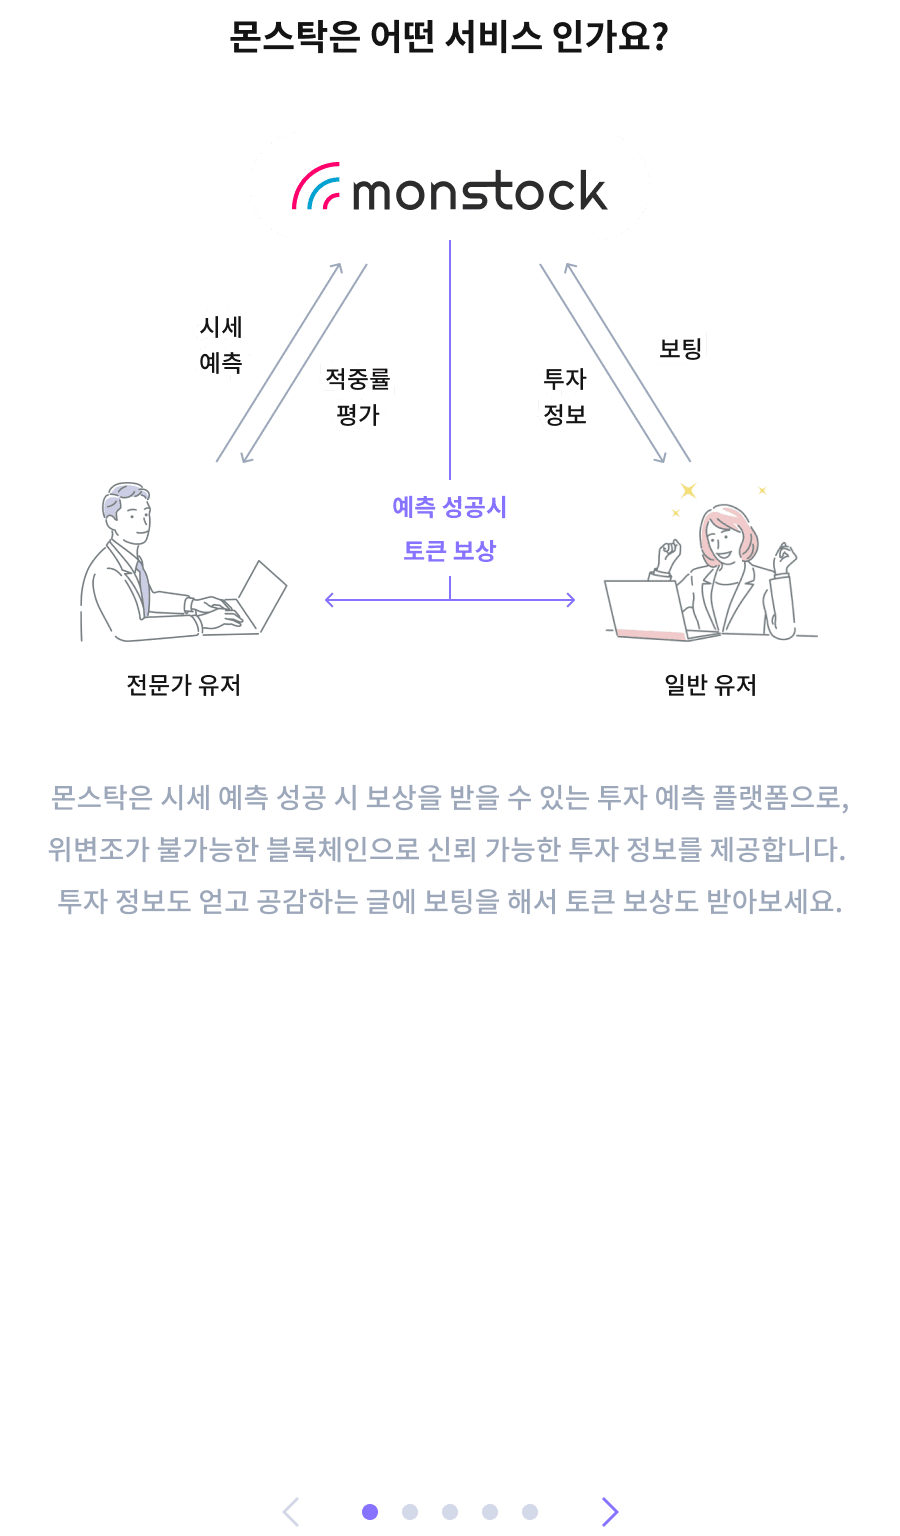 몬스탁은 어떤 서비스 인가요?
monstock
시세
예측
적중률
평가
투자
정보
보팅
예측 성공시
토큰 보상
전문가 유저
일반 유저
몬스탁은 시세 예측 성공 시 보상을 받을 수 있는 투자 예측 플랫폼으로,
위변조가 불가능한 블록체인으로 신뢰 가능한 투자 정보를 제공합니다.
투자 정보도 얻고 공감하는 글에 보팅을 해서 토큰 보상도 받아보세요.